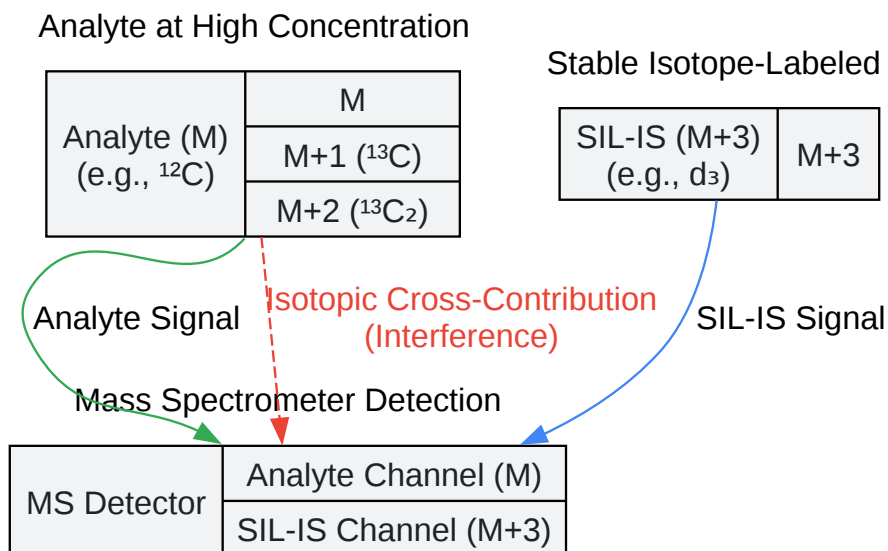 Analyte at High Concentration
Stable Isotope-Labeled
Analyte (M)
(e.g., ¹²C)
M
M+1 (¹³C)
M+2 (¹³C₂)
SIL-IS (M+3)
(e.g., d₃)
M+3
Analyte Signal
Isotopic Cross-Contribution
(Interference)
SIL-IS Signal
Mass Spectrometer Detection
MS Detector
Analyte Channel (M)
SIL-IS Channel (M+3)